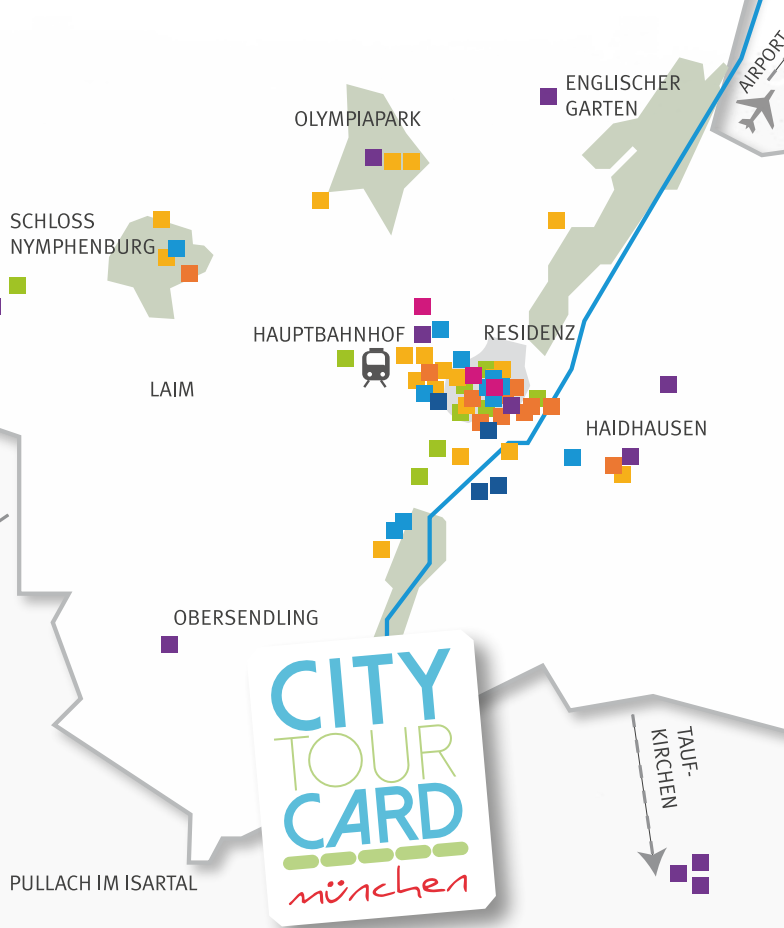 AIRPORT
ENGLISCHER
GARTEN
OLYMPIAPARK
SCHLOSS
NYMPHENBURG
HAUPTBAHNHOF
RESIDENZ
LAIM
HAIDHAUSEN
OBERSENDLING
CITY
TOUR
CARD
münchen
TAUF-
KIRCHEN
PULLACH IM ISARTAL